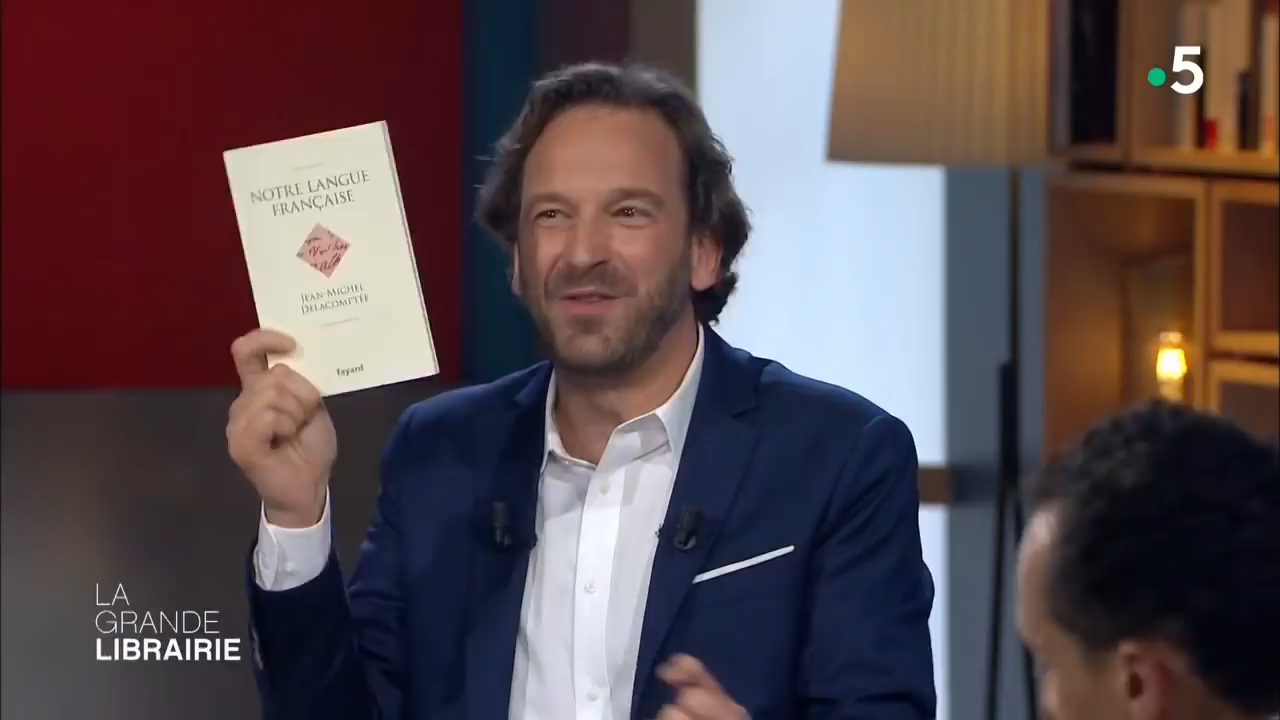 NOTRE LANGUE
FRANÇAISE
JEAN-MICHEL
DELACOMPTÉE
fayard
5
LA
GRANDE
LIBRAIRIE